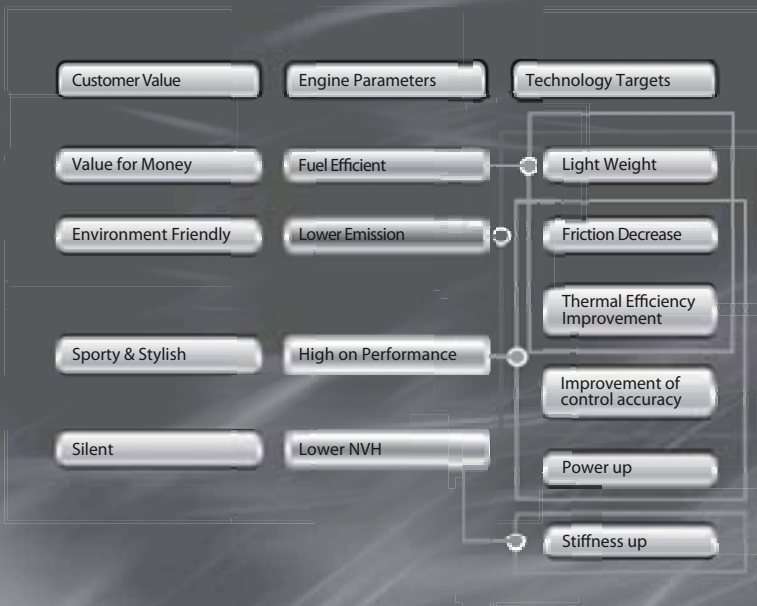 Customer Value
Engine Parameters
Technology Targets
Value for Money
Fuel Efficient
Light Weight
Environment Friendly
Lower Emission
Friction Decrease
Thermal Efficiency
Improvement
Sporty & Stylish
High on Performance
Improvement of
control accuracy
Silent
Lower NVH
Power up
Stiffness up